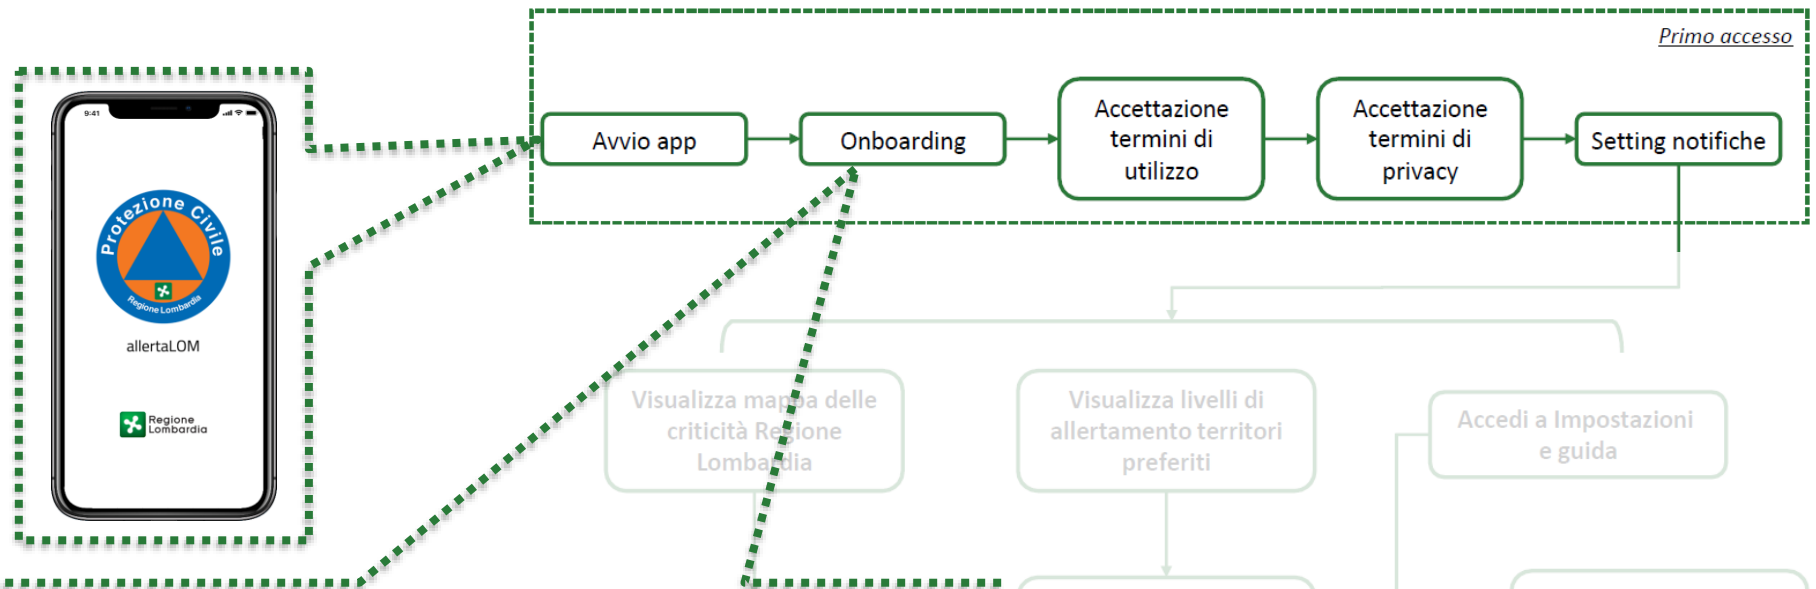 Primo accesso
9:41
Protezione Civile
Regione Lombardia
allertaLOM
Regione
Lombardia
Avvio app
Onboarding
Accettazione
termini di
utilizzo
Accettazione
termini di
privacy
Setting notifiche
Visualizza mappa delle
criticità Regione
Lombardia
Visualizza livelli di
allertamento territori
preferiti
Accedi a Impostazioni
e guida